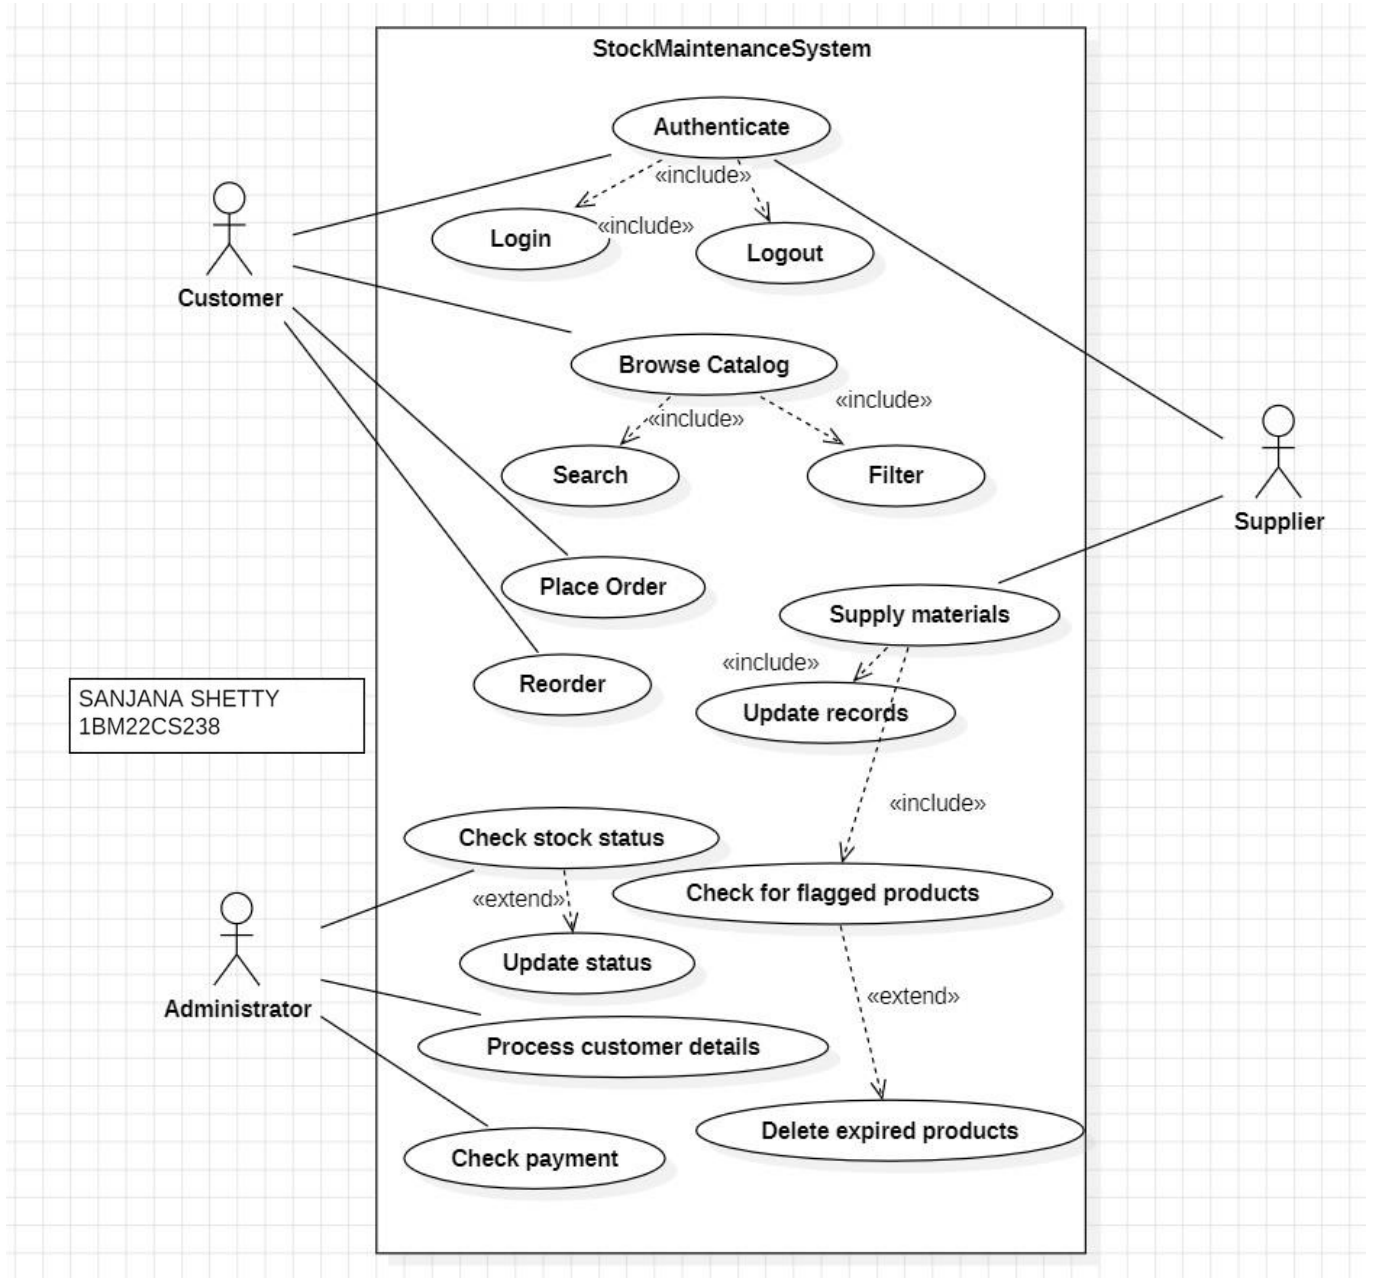 StockMaintenanceSystem
Authenticate
«include»
Login
«include»
Logout
Customer
Browse Catalog
«include»
«include»
Search
Filter
Supplier
Place Order
Supply materials
Reorder
«include»
Update records
SANJANA SHETTY
1BM22CS238
«include»
Check stock status
«extend»
Check for flagged products
Update status
Administrator
«extend»
Process customer details
Delete expired products
Check payment